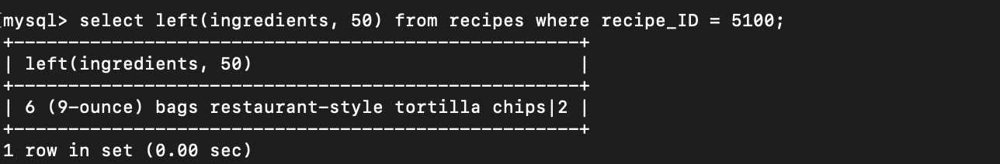 mysql> select left(ingredients, 50) from recipes where recipe_ID = 5100;
+----------------------------------------------------+
| left(ingredients, 50)                              |
+----------------------------------------------------+
| 6 (9-ounce) bags restaurant-style tortilla chips|2 |
+----------------------------------------------------+
1 row in set (0.00 sec)